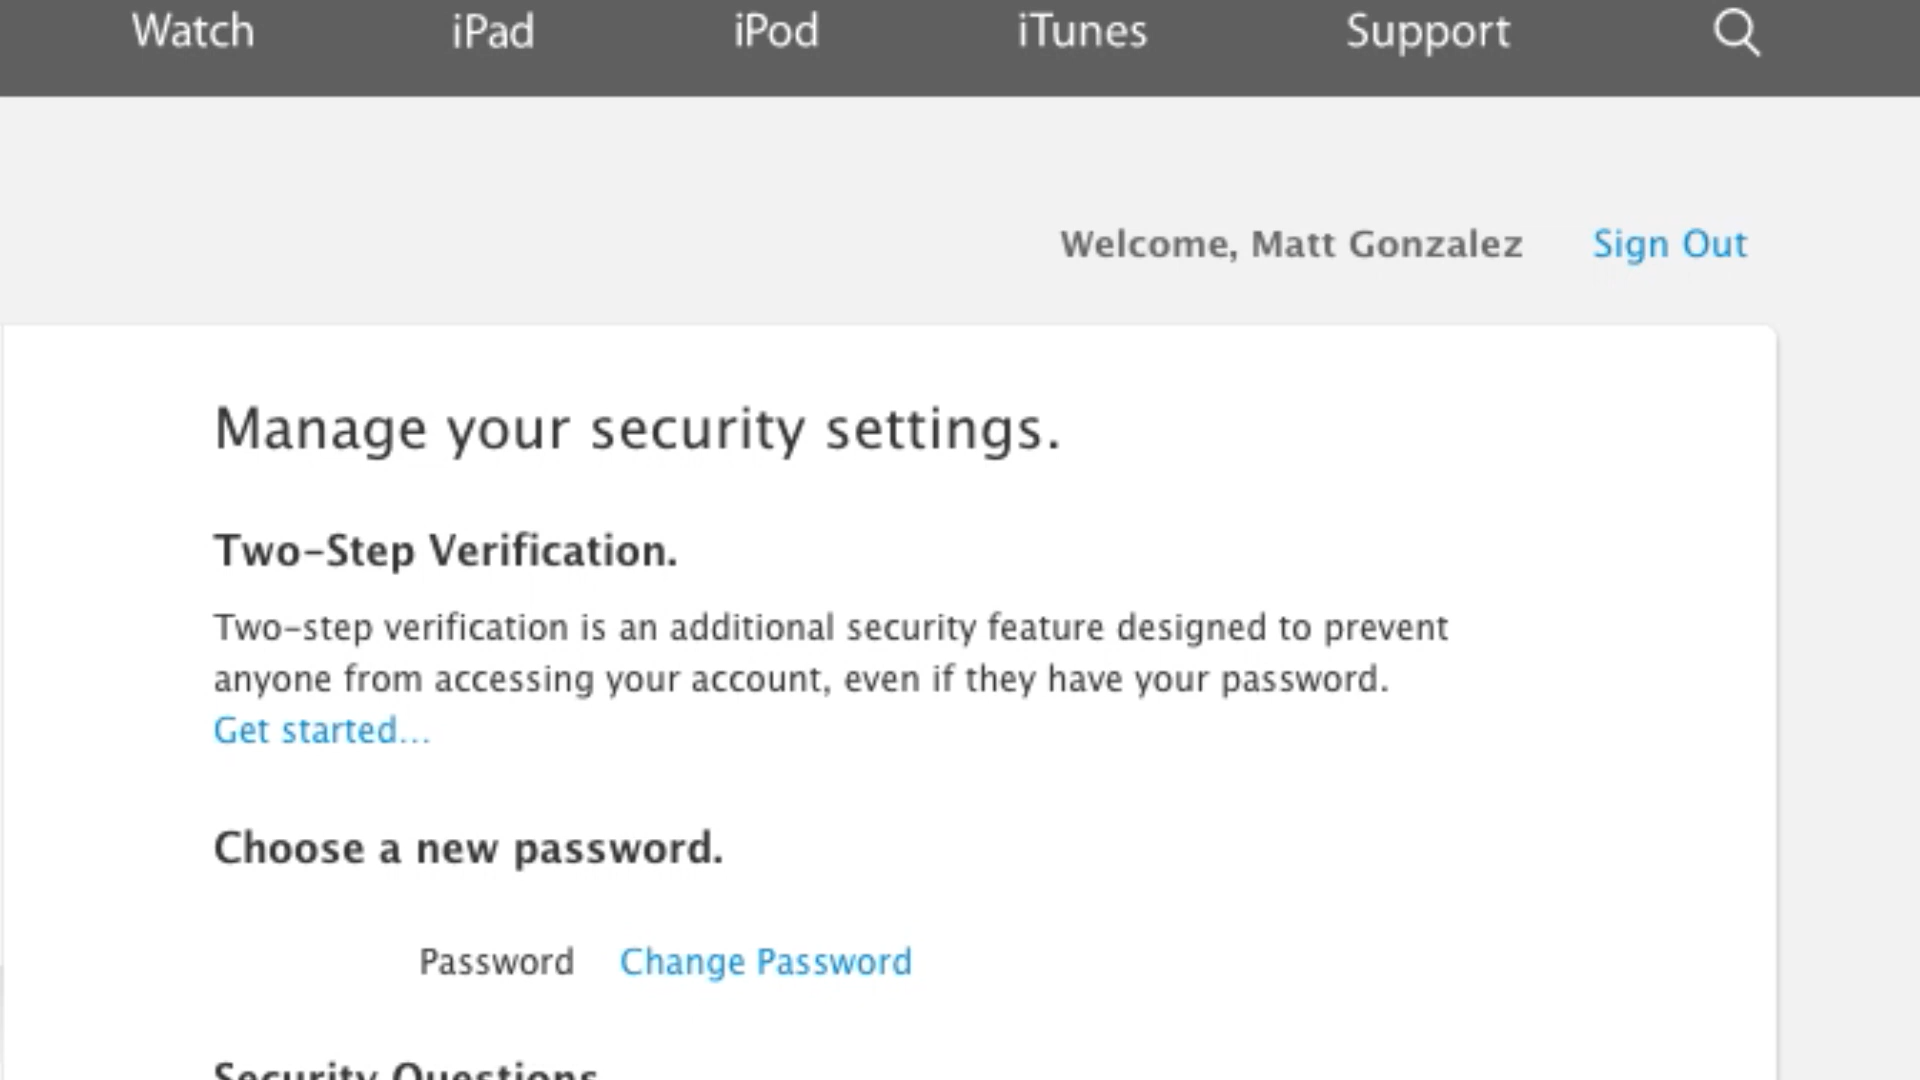 Watch iPad iPod iTunes Support
Welcome, Matt Gonzalez Sign Out
Manage your security settings.
Two-Step Verification.
Two-step verification is an additional security feature designed to prevent
anyone from accessing your account, even if they have your password.
Get started...
Choose a new password.
Password Change Password
Security Questions